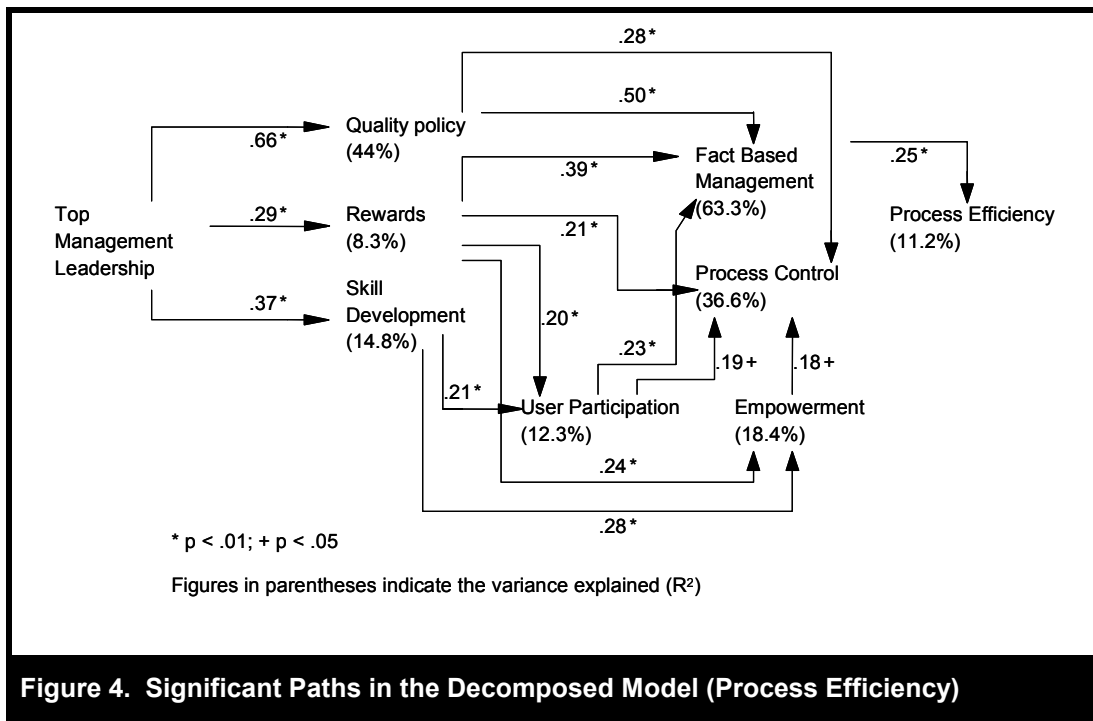 .28*
.50*
Quality policy
(44%)
.66*
Fact Based
Management
(63.3%)
.25*
.39*
Top
Management
Leadership
.29*
Rewards
(8.3%)
.21*
Process Efficiency
(11.2%)
Process Control
(36.6%)
Skill
Development
(14.8%)
.37*
.20*
.23*
.19+
.18+
.21*
User Participation
(12.3%)
Empowerment
(18.4%)
.24*
.28*
* p < .01; + p < .05
Figures in parentheses indicate the variance explained (R²)
Figure 4. Significant Paths in the Decomposed Model (Process Efficiency)